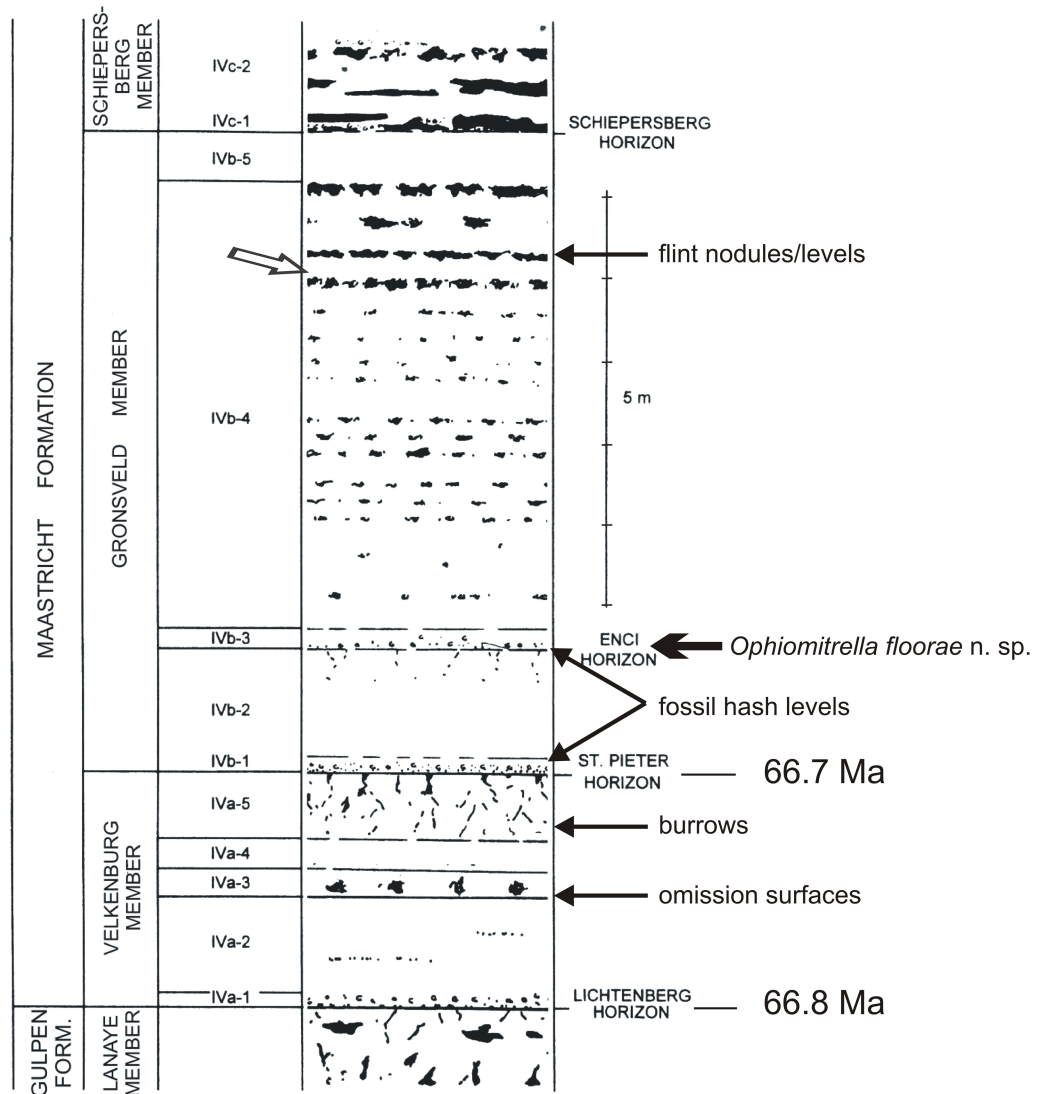 SCHIEPERS-
BERG
MEMBER
IVc-2
IVc-1
SCHIEPERSBERG
HORIZON
IVb-5
flint nodules/levels
MAASTRICHT FORMATION
GRONSVELD MEMBER
IVb-4
5 m
IVb-3
ENCI
HORIZON
Ophiomitrella floorae n. sp.
fossil hash levels
IVb-2
IVb-1
ST. PIETER
HORIZON
66.7 Ma
VELKENBURG
MEMBER
IVa-5
burrows
IVa-4
IVa-3
omission surfaces
IVa-2
IVa-1
LICHTENBERG
HORIZON
66.8 Ma
GULPEN
FORM.
LANAYE
MEMBER